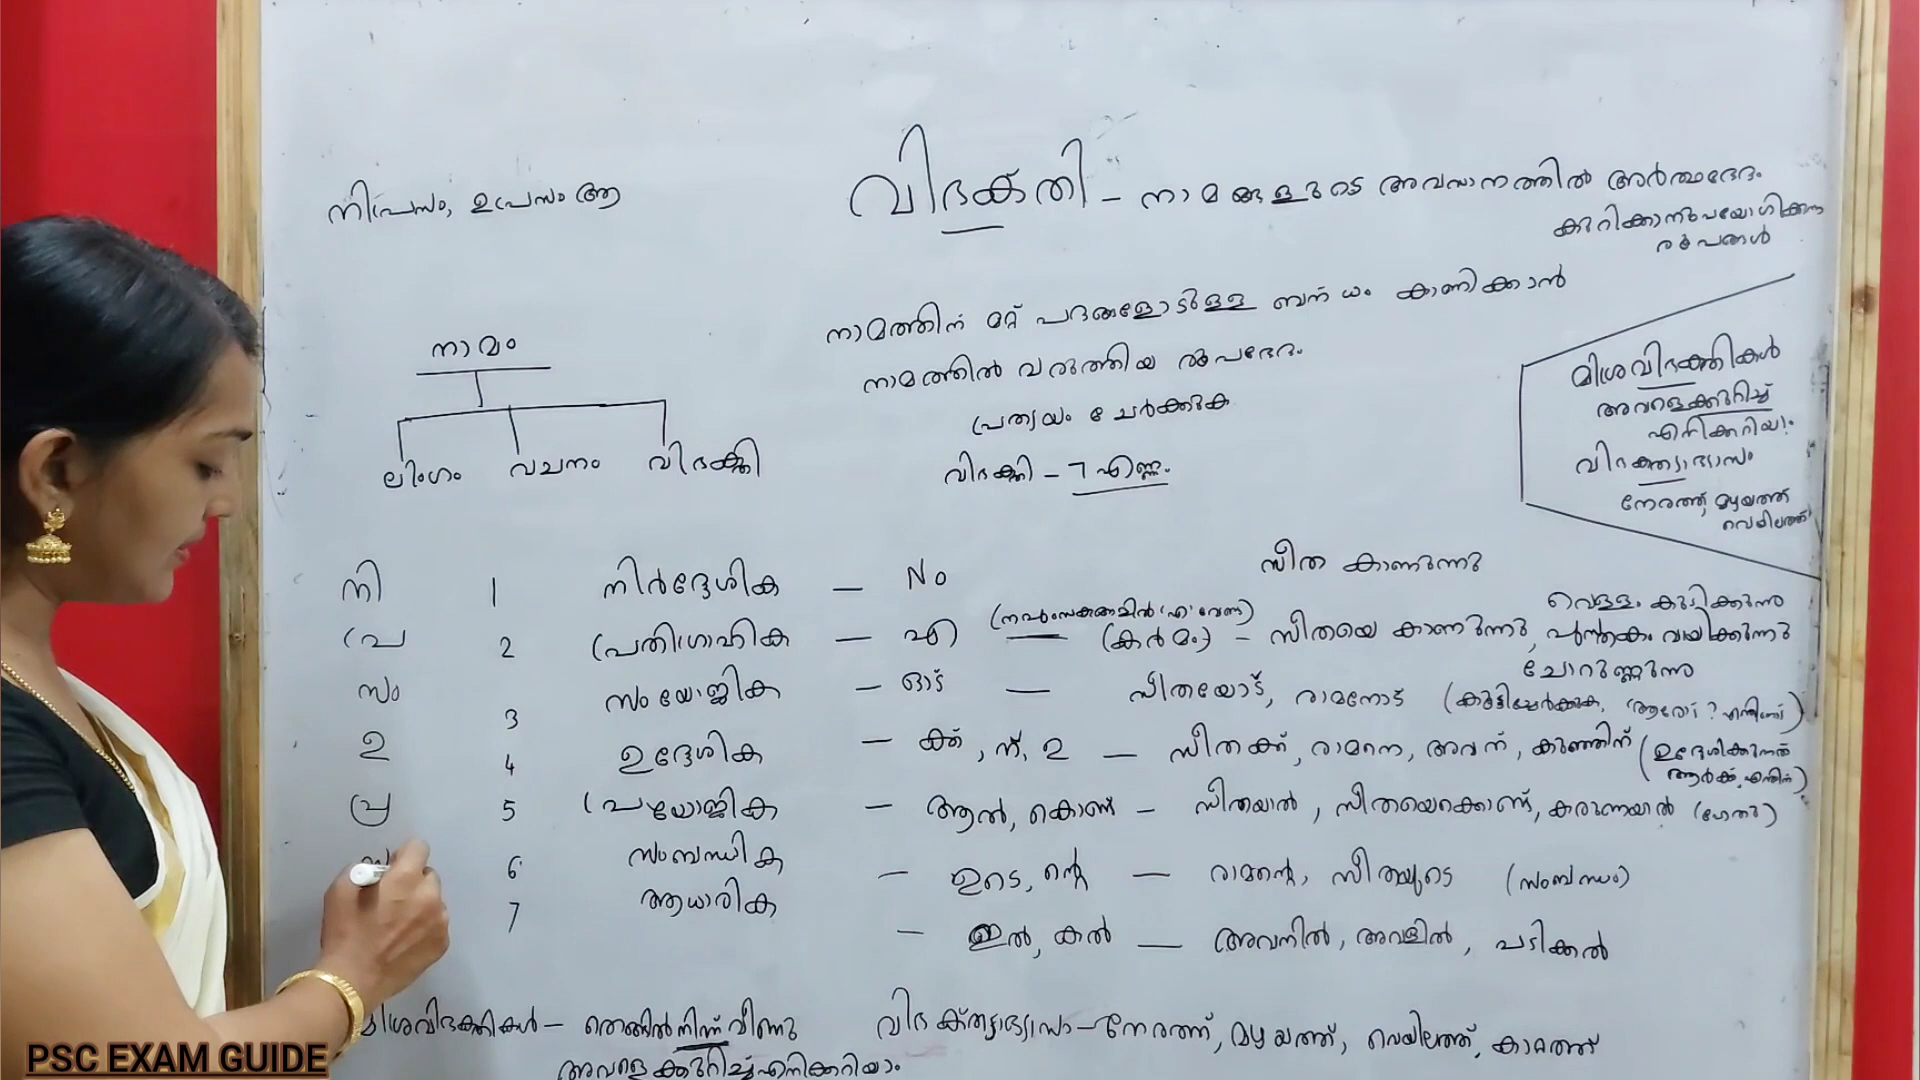 നിപ്രസം, ഉപ്രസം ആ
വിഭക്തി - നാമങ്ങളുടെ അവസാനത്തിൽ അർത്ഥഭേദം
കുറിക്കാനുപയോഗിക്കുന്ന
രൂപങ്ങൾ
നാമത്തിന് മറ്റ് പദങ്ങളോടുള്ള ബന്ധം കാണിക്കാൻ
നാമത്തിൽ വരുത്തിയ രൂപഭേദം
പ്രത്യയം ചേർക്കുക
വിഭക്തി - 7 എണ്ണം.
നാമം
ലിംഗം വചനം വിഭക്തി
മിശ്രവിഭക്തികൾ
അവളെക്കുറിച്ച്
എനിക്കറിയാം
വിഭക്ത്യാഭാസം
നേരത്ത്, മഴയത്ത്
വെയിലത്ത്
സീത കാണുന്നു
നി 1 നിർദ്ദേശിക - No
വെള്ളം കുടിക്കുന്നു
(നപുംസകങ്ങളിൽ 'എ' വേണ്ട)
പ്ര 2 പ്രതിഗ്രാഹിക - എ — (കർമം) - സീതയെ കാണുന്നു, പുസ്തകം വായിക്കുന്നു
ചോറുണ്ണുന്നു
സം 3 സംയോജിക - ഓട് — സീതയോട്, രാമനോട് (കൂട്ടിച്ചേർക്കുക, ആരോട്?
ഉ 4 ഉദ്ദേശിക - ക്ക്, ന്, ഉ — സീതക്ക്, രാമനെ, അവന്, കുഞ്ഞിന് (ഉദ്ദേശിക്കുന്നത്
ആർക്ക്, എന്തിന്)
പ്ര 5 പ്രയോജിക - ആൽ, കൊണ്ട് - സീതയാൽ, സീതയെക്കൊണ്ട്, കരുണയാൽ (ഹേതു)
6 സംബന്ധിക - ഉടെ, ന്റെ — രാമന്റെ, സീതയുടെ (സംബന്ധം)
7 ആധാരിക - ഇൽ, കൽ — അവനിൽ, അവളിൽ, പടിക്കൽ
മിശ്രവിഭക്തികൾ - തെങ്ങിൽനിന്ന് വീണു
അവളെക്കുറിച്ച് എനിക്കറിയാം
വിഭക്ത്യാഭാസം - നേരത്ത്, മഴയത്ത്, വെയിലത്ത്, കാറ്റത്ത്
PSC EXAM GUIDE